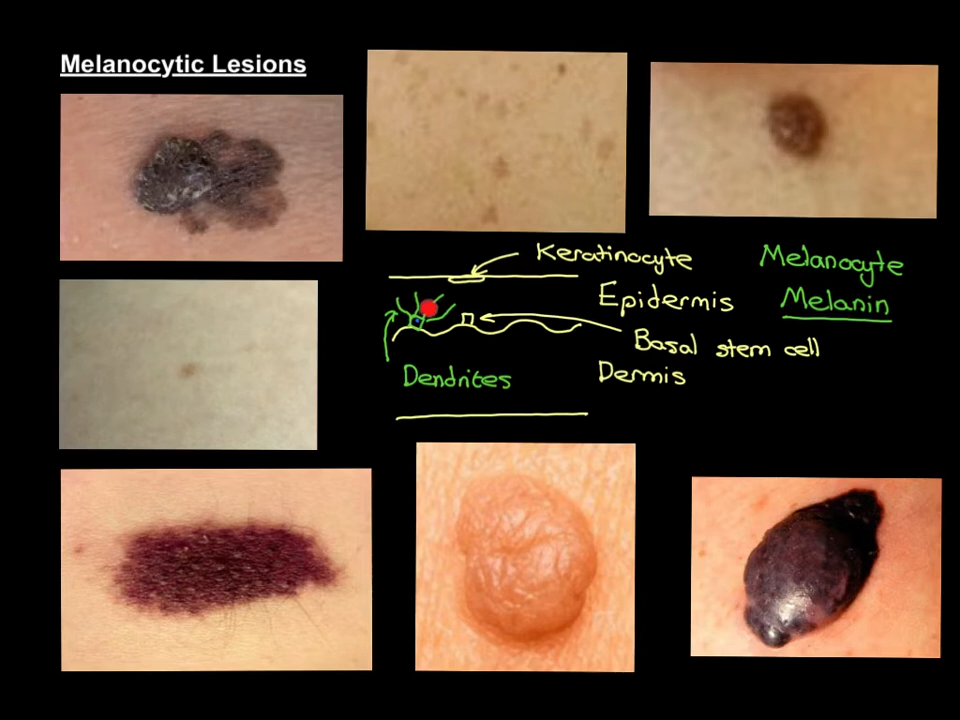 Melanocytic Lesions
Keratinocyte
Melanocyte
Epidermis
Melanin
Basal stem cell
Dendrites
Dermis